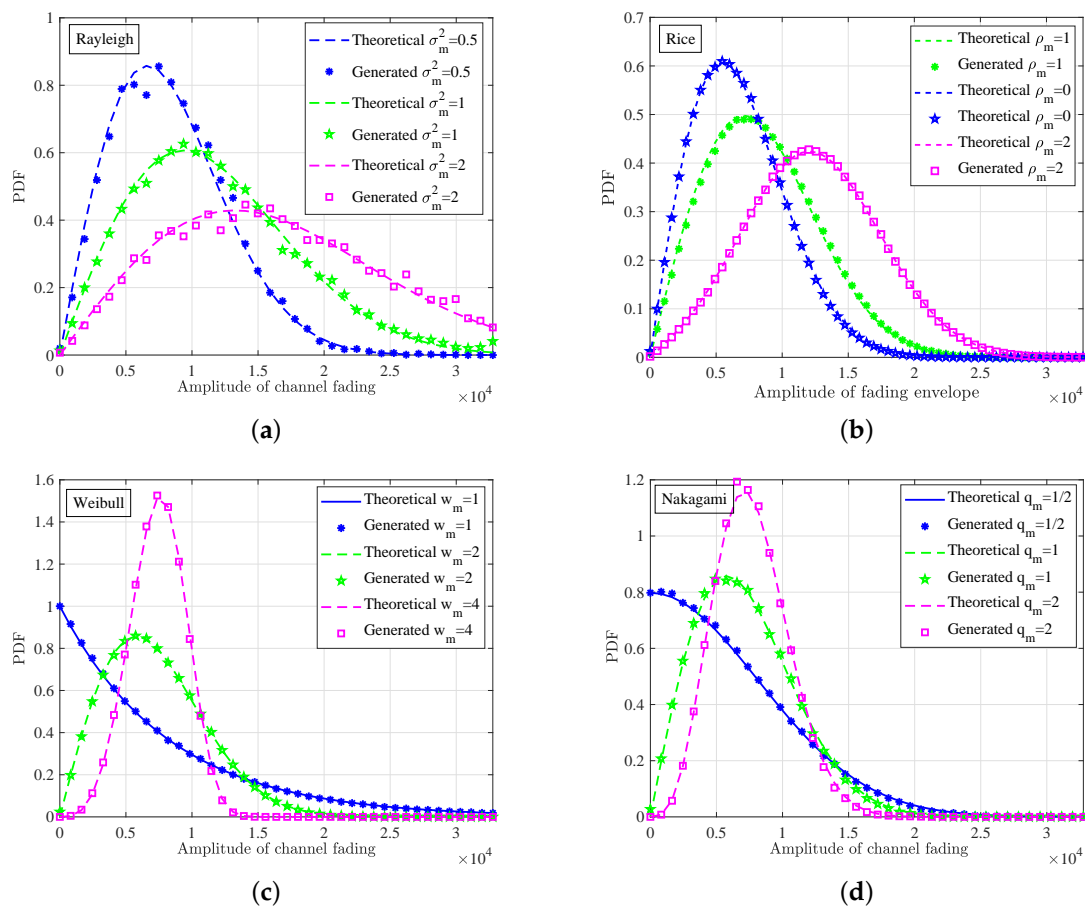 Rayleigh
Theoretical σ²ₘ=0.5
Generated σ²ₘ=0.5
Theoretical σ²ₘ=1
Generated σ²ₘ=1
Theoretical σ²ₘ=2
Generated σ²ₘ=2
1
0.8
0.6
0.4
0.2
0
PDF
0 0.5 1 1.5 2 2.5 3
Amplitude of channel fading
×10⁴
(a)
Rice
Theoretical ρₘ=1
Generated ρₘ=1
Theoretical ρₘ=0
Generated ρₘ=0
Theoretical ρₘ=2
Generated ρₘ=2
0.7
0.6
0.5
0.4
0.3
0.2
0.1
0
PDF
0 0.5 1 1.5 2 2.5 3
Amplitude of fading envelope
×10⁴
(b)
Weibull
Theoretical wₘ=1
Generated wₘ=1
Theoretical wₘ=2
Generated wₘ=2
Theoretical wₘ=4
Generated wₘ=4
1.6
1.4
1.2
1
0.8
0.6
0.4
0.2
0
PDF
0 0.5 1 1.5 2 2.5 3
Amplitude of channel fading
×10⁴
(c)
Nakagami
Theoretical qₘ=1/2
Generated qₘ=1/2
Theoretical qₘ=1
Generated qₘ=1
Theoretical qₘ=2
Generated qₘ=2
1.2
1
0.8
0.6
0.4
0.2
0
PDF
0 0.5 1 1.5 2 2.5 3
Amplitude of channel fading
×10⁴
(d)